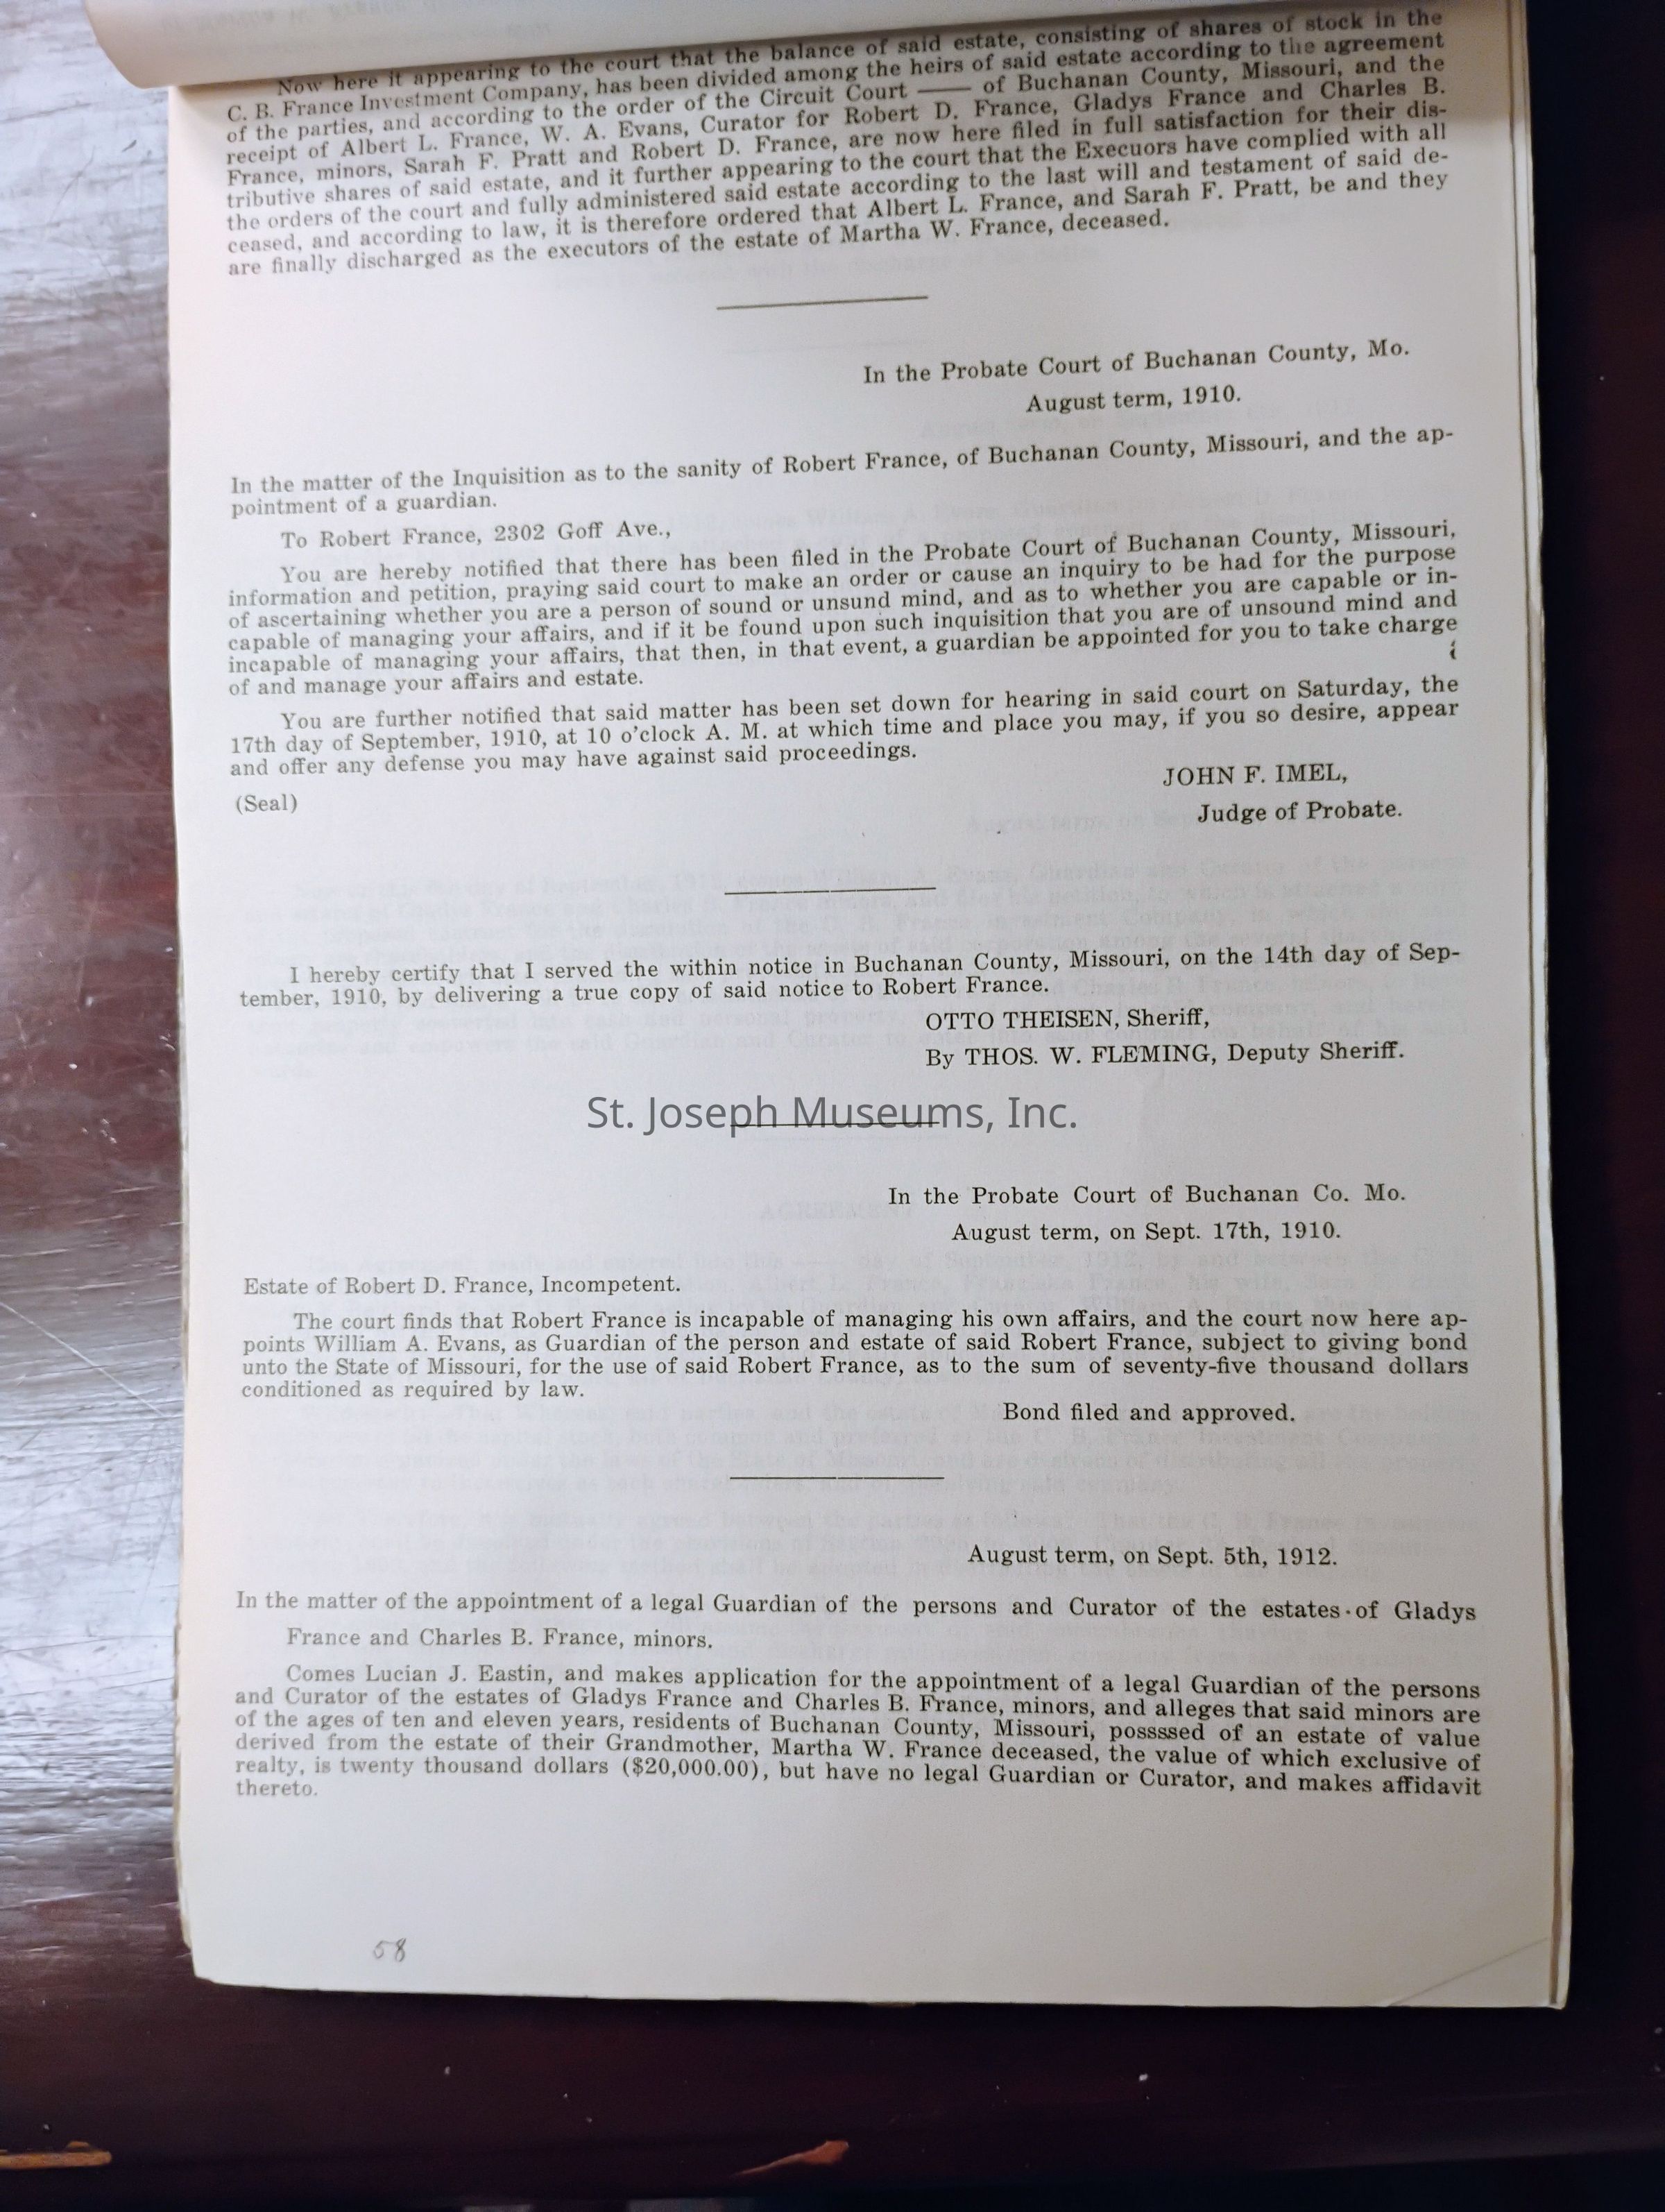 Now here it appearing to the court that the balance of said estate, consisting of shares of stock in the
C. B. France Investment Company, has been divided among the heirs of said estate according to the agreement
of the parties, and according to the order of the Circuit Court —— of Buchanan County, Missouri, and the
receipt of Albert L. France, W. A. Evans, Curator for Robert D. France, Gladys France and Charles B.
France, minors, Sarah F. Pratt and Robert D. France, are now here filed in full satisfaction for their dis-
tributive shares of said estate, and it further appearing to the court that the Execuors have complied with all
the orders of the court and fully administered said estate according to the last will and testament of said de-
ceased, and according to law, it is therefore ordered that Albert L. France, and Sarah F. Pratt, be and they
are finally discharged as the executors of the estate of Martha W. France, deceased.
In the Probate Court of Buchanan County, Mo.
August term, 1910.
In the matter of the Inquisition as to the sanity of Robert France, of Buchanan County, Missouri, and the ap-
pointment of a guardian.
To Robert France, 2302 Goff Ave.,
You are hereby notified that there has been filed in the Probate Court of Buchanan County, Missouri,
information and petition, praying said court to make an order or cause an inquiry to be had for the purpose
of ascertaining whether you are a person of sound or unsund mind, and as to whether you are capable or in-
capable of managing your affairs, and if it be found upon such inquisition that you are of unsound mind and
incapable of managing your affairs, that then, in that event, a guardian be appointed for you to take charge
of and manage your affairs and estate.
You are further notified that said matter has been set down for hearing in said court on Saturday, the
17th day of September, 1910, at 10 o'clock A. M. at which time and place you may, if you so desire, appear
and offer any defense you may have against said proceedings.
JOHN F. IMEL,
(Seal)
Judge of Probate.
I hereby certify that I served the within notice in Buchanan County, Missouri, on the 14th day of Sep-
tember, 1910, by delivering a true copy of said notice to Robert France.
OTTO THEISEN, Sheriff,
By THOS. W. FLEMING, Deputy Sheriff.
St. Joseph Museums, Inc.
In the Probate Court of Buchanan Co. Mo.
August term, on Sept. 17th, 1910.
Estate of Robert D. France, Incompetent.
The court finds that Robert France is incapable of managing his own affairs, and the court now here ap-
points William A. Evans, as Guardian of the person and estate of said Robert France, subject to giving bond
unto the State of Missouri, for the use of said Robert France, as to the sum of seventy-five thousand dollars
conditioned as required by law.
Bond filed and approved.
August term, on Sept. 5th, 1912.
In the matter of the appointment of a legal Guardian of the persons and Curator of the estates of Gladys
France and Charles B. France, minors.
Comes Lucian J. Eastin, and makes application for the appointment of a legal Guardian of the persons
and Curator of the estates of Gladys France and Charles B. France, minors, and alleges that said minors are
of the ages of ten and eleven years, residents of Buchanan County, Missouri, possssed of an estate of value
derived from the estate of their Grandmother, Martha W. France deceased, the value of which exclusive of
realty, is twenty thousand dollars ($20,000.00), but have no legal Guardian or Curator, and makes affidavit
thereto.
58